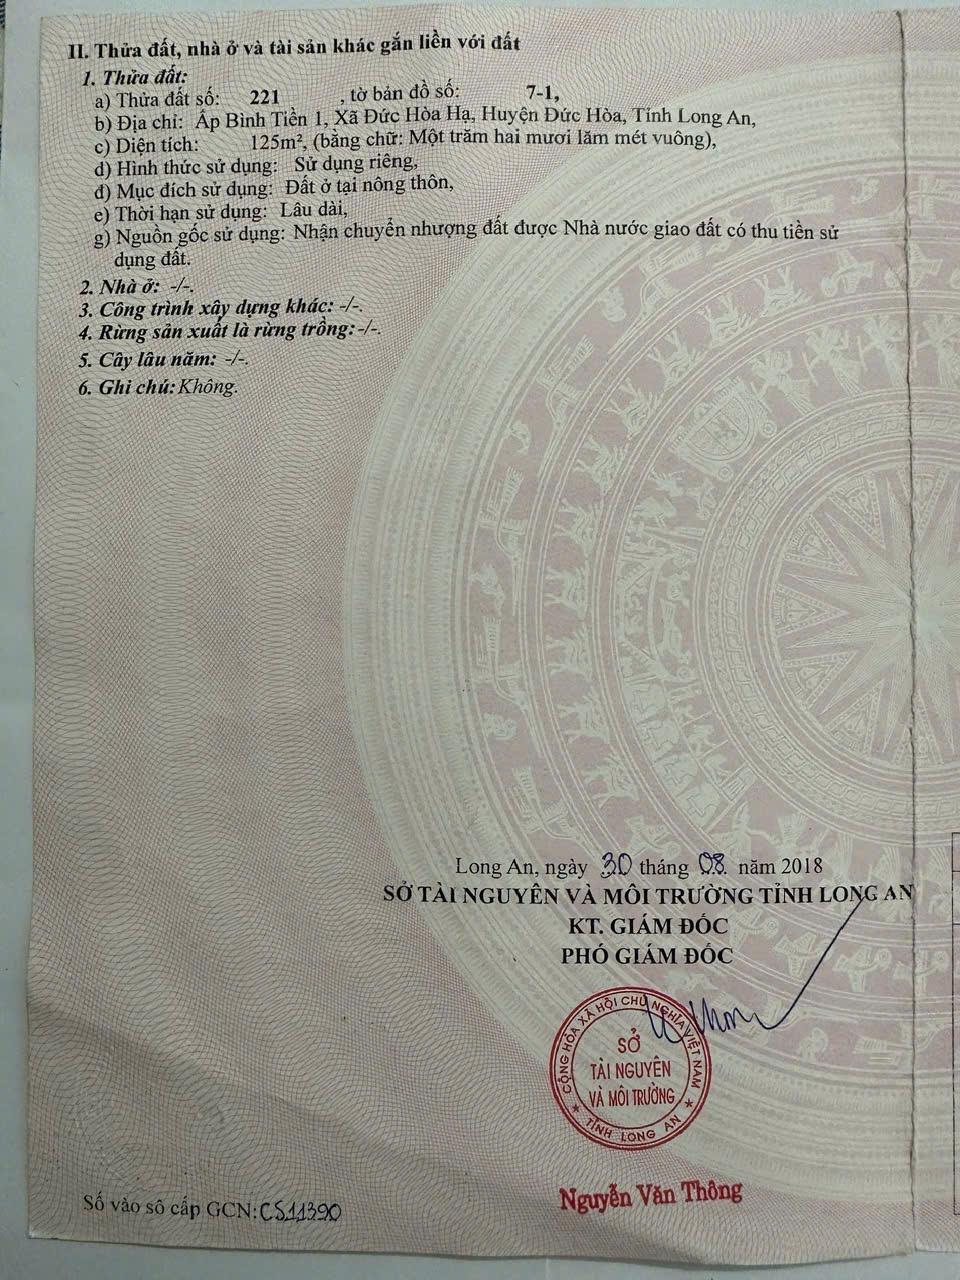 II. Thửa đất, nhà ở và tài sản khác gắn liền với đất
1. Thửa đất:
a) Thửa đất số: 221 , tờ bản đồ số: 7-1,
b) Địa chỉ: Ấp Bình Tiền 1, Xã Đức Hòa Hạ, Huyện Đức Hòa, Tỉnh Long An,
c) Diện tích: 125m², (bằng chữ: Một trăm hai mươi lăm mét vuông),
d) Hình thức sử dụng: Sử dụng riêng,
đ) Mục đích sử dụng: Đất ở tại nông thôn,
e) Thời hạn sử dụng: Lâu dài,
g) Nguồn gốc sử dụng: Nhận chuyển nhượng đất được Nhà nước giao đất có thu tiền sử
dụng đất.
2. Nhà ở: -/-.
3. Công trình xây dựng khác: -/-.
4. Rừng sản xuất là rừng trồng: -/-.
5. Cây lâu năm: -/-.
6. Ghi chú: Không.
Long An, ngày 30 tháng 08. năm 2018
SỞ TÀI NGUYÊN VÀ MÔI TRƯỜNG TỈNH LONG AN
KT. GIÁM ĐỐC
PHÓ GIÁM ĐỐC
CỘNG HÒA XÃ HỘI CHỦ NGHĨA VIỆT NAM
SỞ
TÀI NGUYÊN
VÀ MÔI TRƯỜNG
★ TỈNH LONG AN ★
Nguyễn Văn Thông
Số vào sổ cấp GCN: CS11390